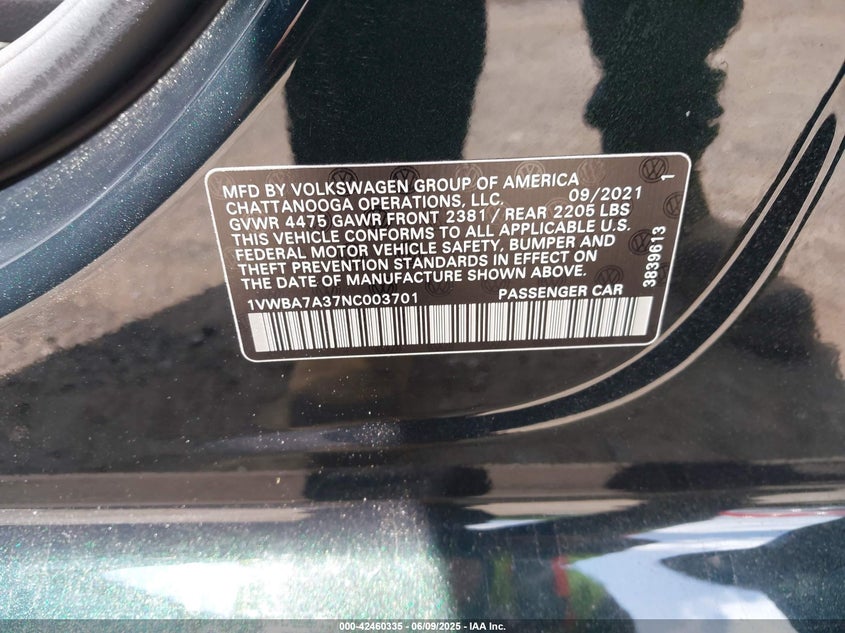 MFD BY VOLKSWAGEN GROUP OF AMERICA
CHATTANOOGA OPERATIONS, LLC. 09/2021
GVWR 4475 GAWR FRONT 2381 / REAR 2205 LBS
THIS VEHICLE CONFORMS TO ALL APPLICABLE U.S.
FEDERAL MOTOR VEHICLE SAFETY, BUMPER AND
THEFT PREVENTION STANDARDS IN EFFECT ON
THE DATE OF MANUFACTURE SHOWN ABOVE.
1VWBA7A37NC003701 PASSENGER CAR
3839613 1
000-42460335 - 06/09/2025 - IAA Inc.